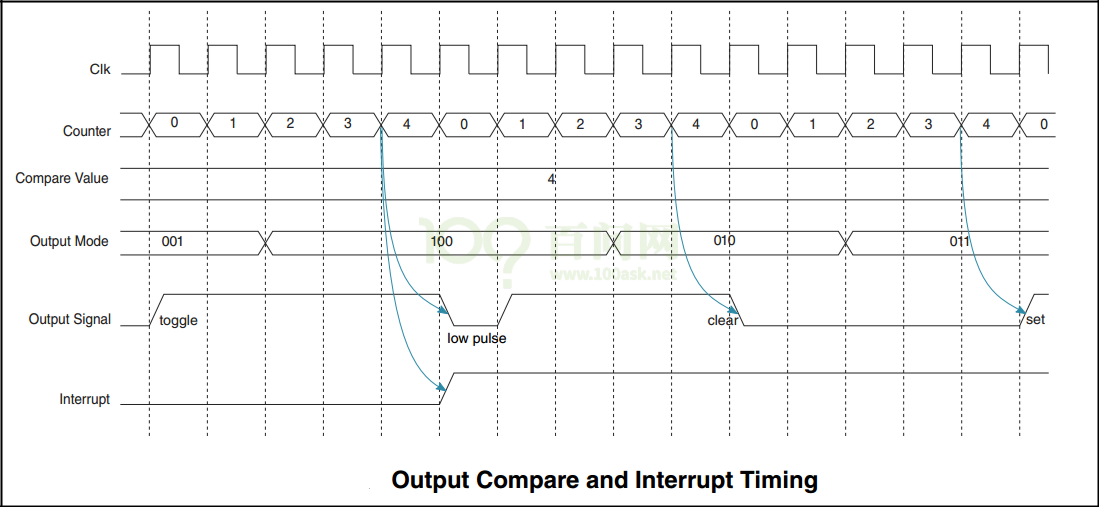 Clk
Counter 0 1 2 3 4 0 1 2 3 4 0 1 2 3 4 0
Compare Value 4
Output Mode 001 100 010 011
100? 百问网
www.100ask.net
Output Signal toggle low pulse clear set
Interrupt
Output Compare and Interrupt Timing